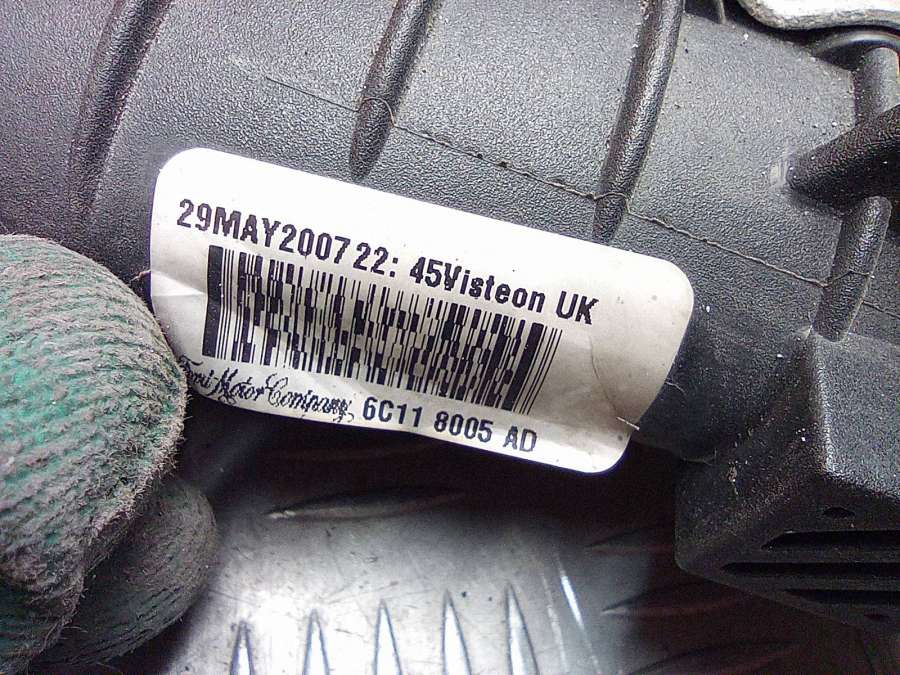 29MAY2007 22: 45Visteon UK
Ford Motor Company 6C11 8005 AD